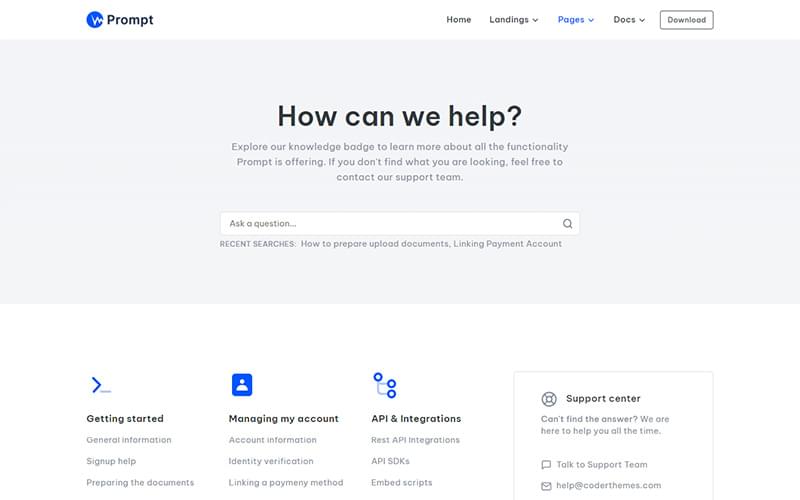 Prompt
Home Landings Pages Docs Download
How can we help?
Explore our knowledge badge to learn more about all the functionality
Prompt is offering. If you don't find what you are looking, feel free to
contact our support team.
Ask a question...
RECENT SEARCHES: How to prepare upload documents, Linking Payment Account
Getting started
General information
Signup help
Preparing the documents
Managing my account
Account information
Identity verification
Linking a paymeny method
API & Integrations
Rest API Integrations
API SDKs
Embed scripts
Support center
Can't find the answer? We are
here to help you all the time.
Talk to Support Team
help@coderthemes.com